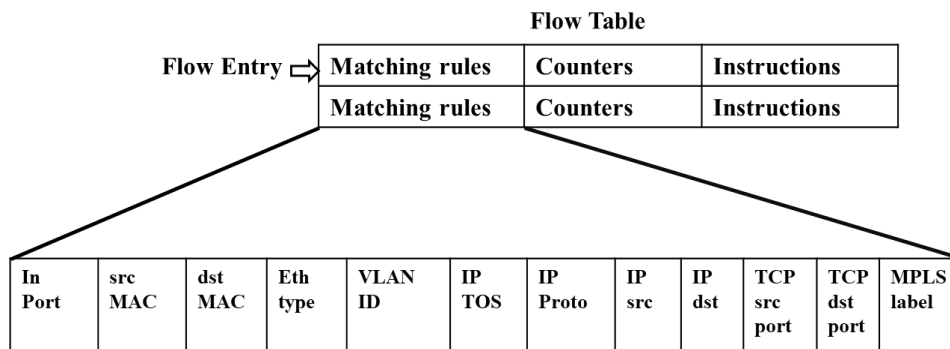 Flow Table
Flow Entry Matching rules Counters Instructions
Matching rules Counters Instructions
In src dst Eth VLAN IP IP IP IP TCP TCP MPLS
Port MAC MAC type ID TOS Proto src dst src dst label
port port